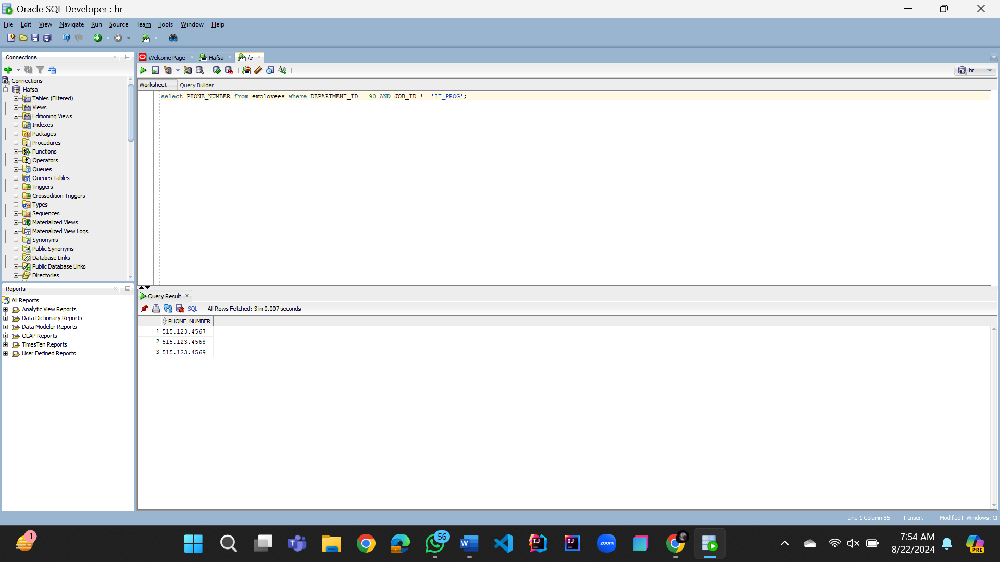 Oracle SQL Developer : hr
File Edit View Navigate Run Source Team Tools Window Help
Connections
Welcome Page
Hafsa
hr
hr
Worksheet
Query Builder
select PHONE_NUMBER from employees where DEPARTMENT_ID = 90 AND JOB_ID != 'IT_PROG';
Connections
Hafsa
Tables (Filtered)
Views
Editioning Views
Indexes
Packages
Procedures
Functions
Operators
Queues
Queues Tables
Triggers
Crossedition Triggers
Types
Sequences
Materialized Views
Materialized View Logs
Synonyms
Public Synonyms
Database Links
Public Database Links
Directories
Reports
All Reports
Analytic View Reports
Data Dictionary Reports
Data Modeler Reports
OLAP Reports
TimesTen Reports
User Defined Reports
Query Result
SQL | All Rows Fetched: 3 in 0.007 seconds
PHONE_NUMBER
1 515.123.4567
2 515.123.4568
3 515.123.4569
| Line 1 Column 85 | Insert | Modified | Windows: CF
1
56
zoom
7:54 AM
8/22/2024
PRE